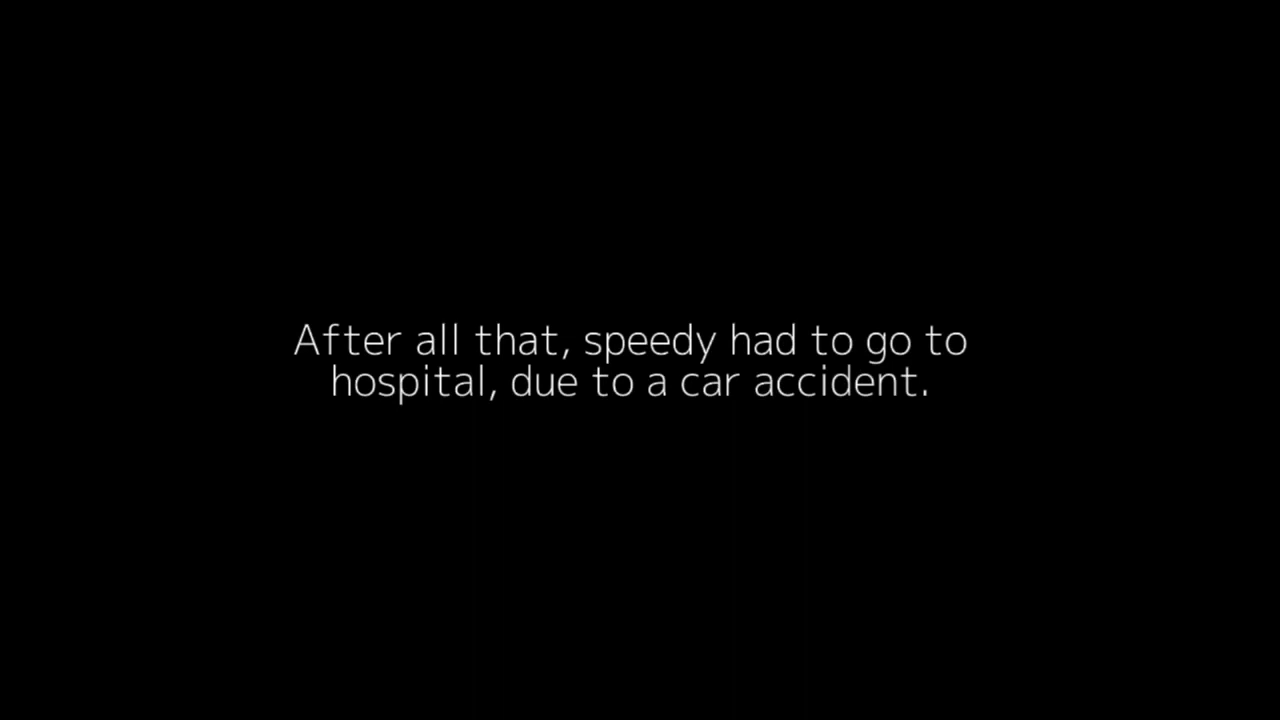 After all that, speedy had to go to
hospital, due to a car accident.